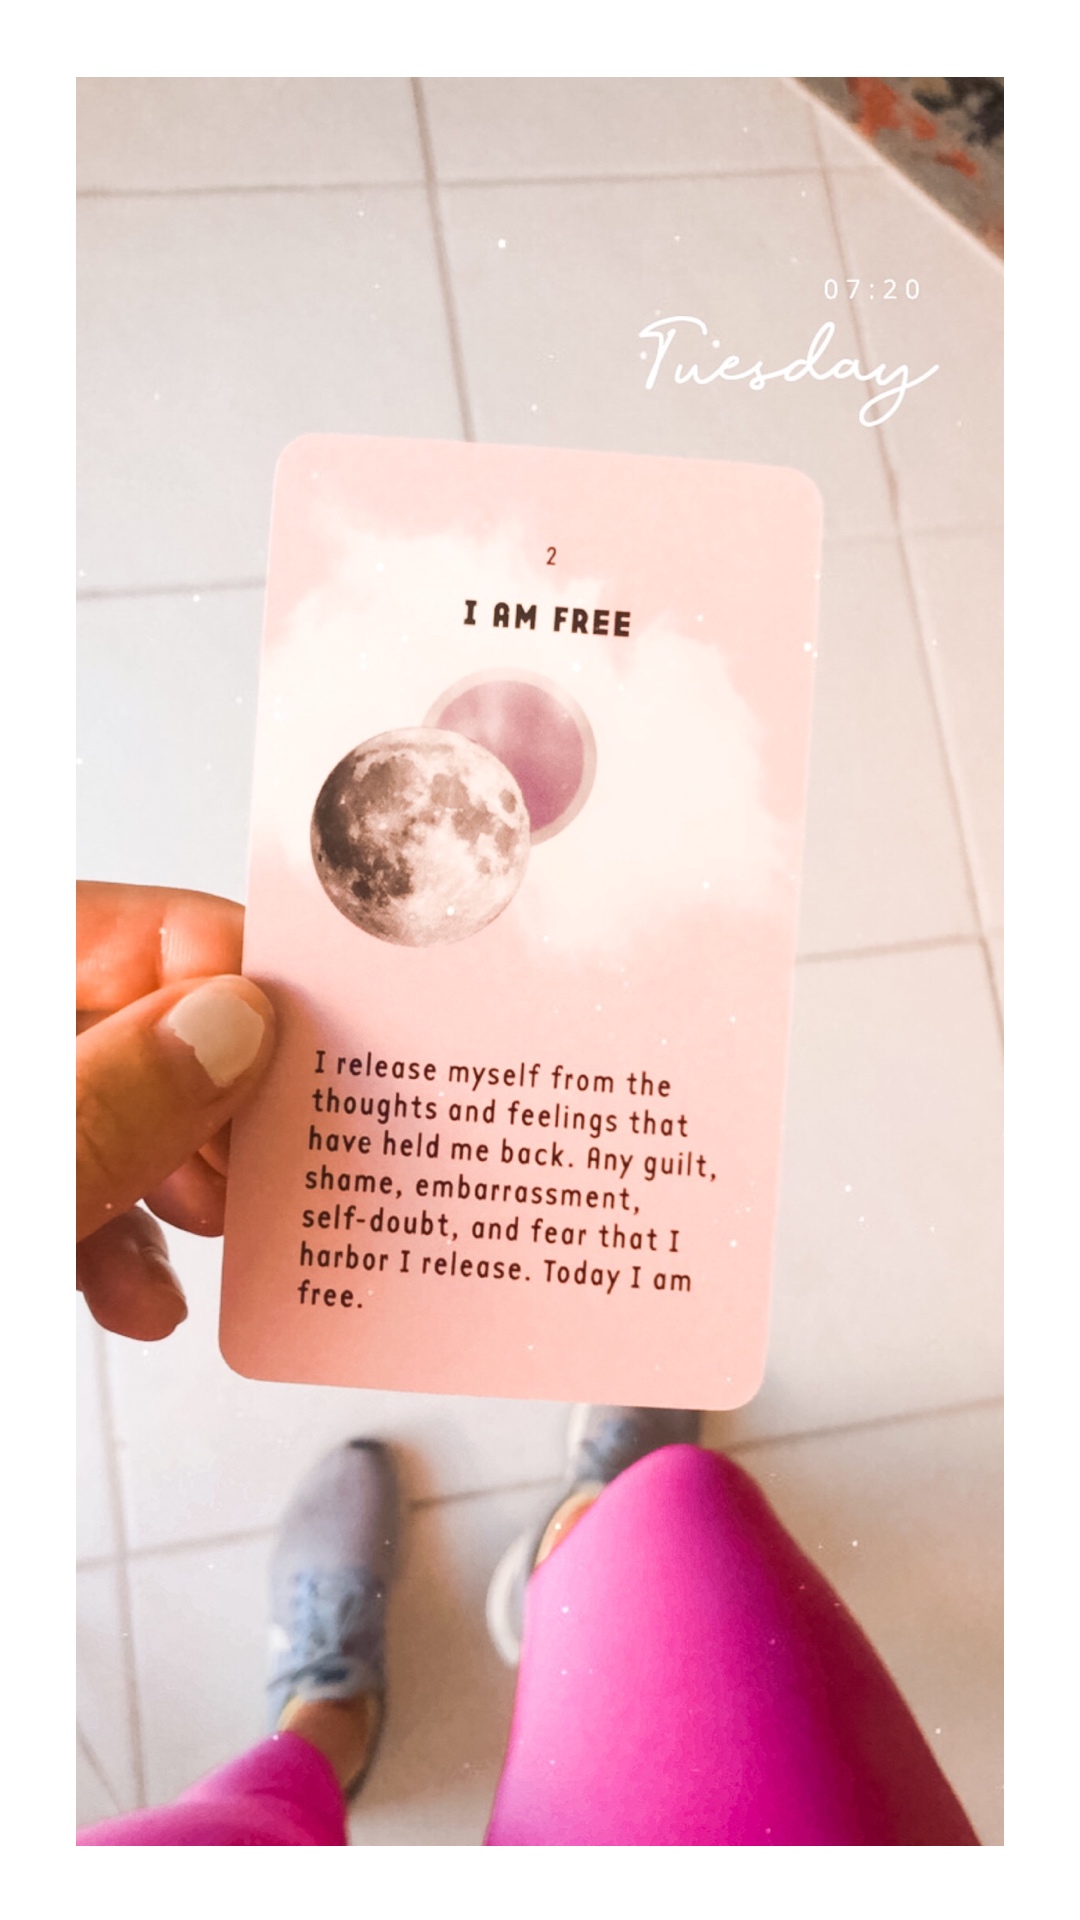 07:20
Tuesday
2
I AM FREE
I release myself from the
thoughts and feelings that
have held me back. Any guilt,
shame, embarrassment,
self-doubt, and fear that I
harbor I release. Today I am
free.